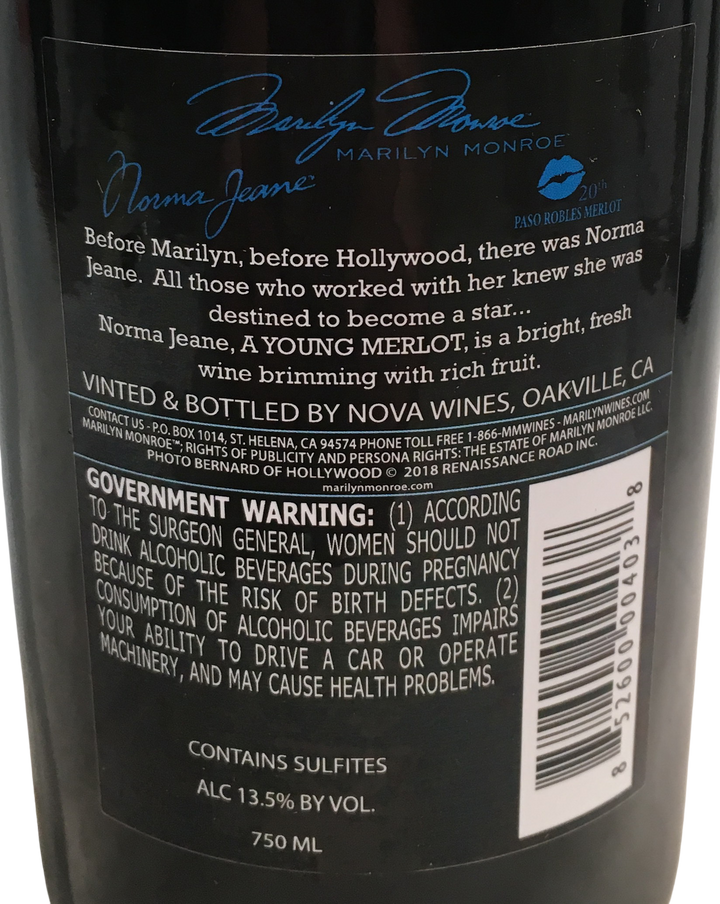 Marilyn Monroe
MARILYN MONROE
Norma Jeane
20th
PASO ROBLES MERLOT
Before Marilyn, before Hollywood, there was Norma
Jeane. All those who worked with her knew she was
destined to become a star...
Norma Jeane, A YOUNG MERLOT, is a bright, fresh
wine brimming with rich fruit.
VINTED & BOTTLED BY NOVA WINES, OAKVILLE, CA
CONTACT US - P.O. BOX 1014, ST. HELENA, CA 94574 PHONE TOLL FREE 1-866-MMWINES - MARILYNWINES.COM
MARILYN MONROE™; RIGHTS OF PUBLICITY AND PERSONA RIGHTS: THE ESTATE OF MARILYN MONROE LLC.
PHOTO BERNARD OF HOLLYWOOD © 2018 RENAISSANCE ROAD INC.
marilynmonroe.com
GOVERNMENT WARNING: (1) ACCORDING
TO THE SURGEON GENERAL, WOMEN SHOULD NOT
DRINK ALCOHOLIC BEVERAGES DURING PREGNANCY
BECAUSE OF THE RISK OF BIRTH DEFECTS. (2)
CONSUMPTION OF ALCOHOLIC BEVERAGES IMPAIRS
YOUR ABILITY TO DRIVE A CAR OR OPERATE
MACHINERY, AND MAY CAUSE HEALTH PROBLEMS.
8 52600 00403 8
CONTAINS SULFITES
ALC 13.5% BY VOL.
750 ML